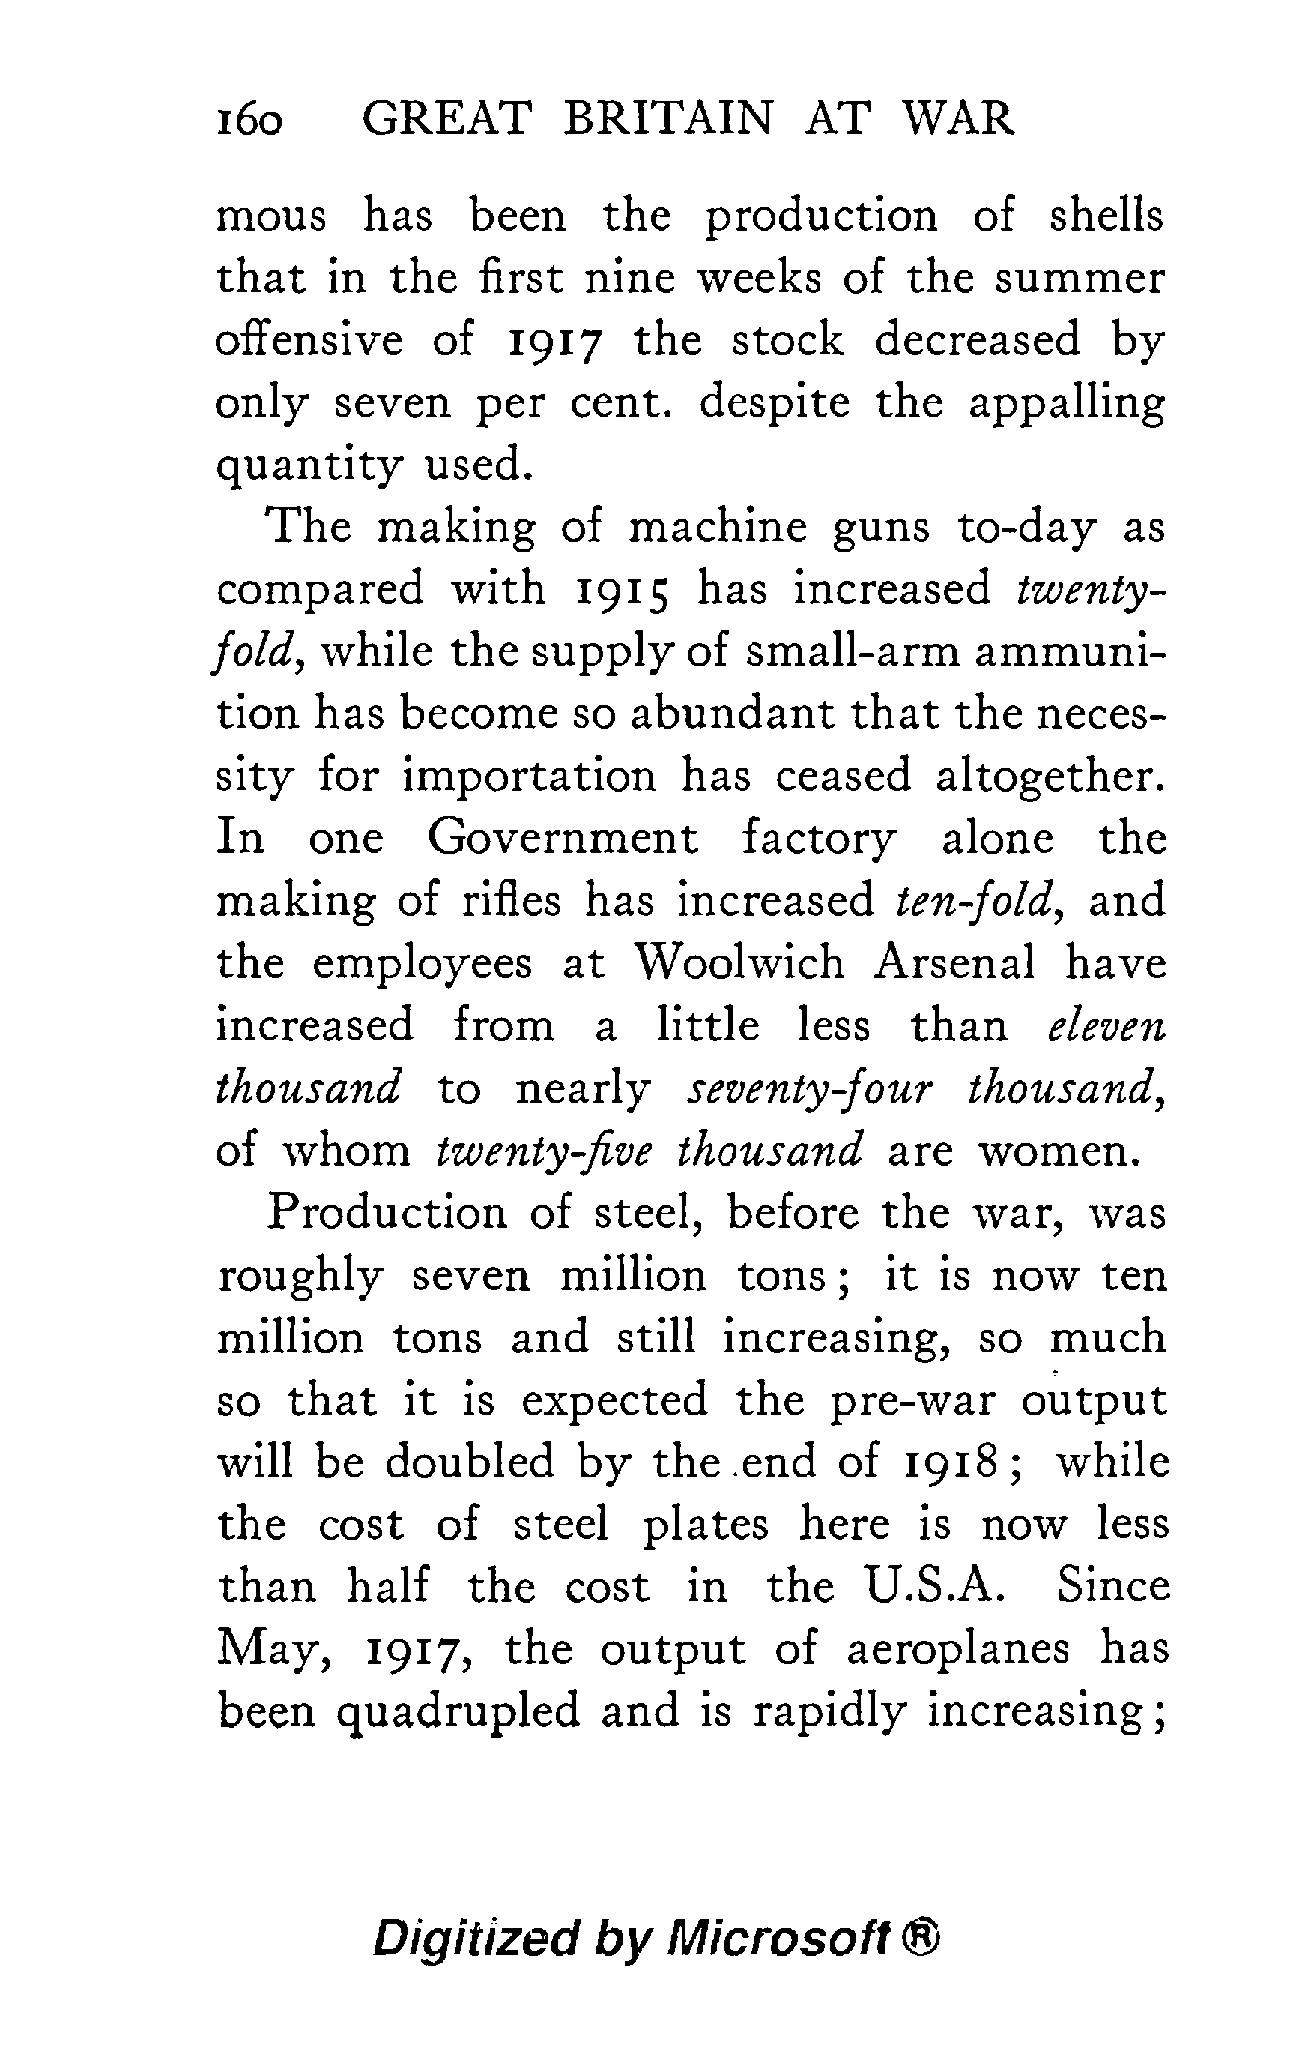 160 GREAT BRITAIN AT WAR
mous has been the production of shells
that in the first nine weeks of the summer
offensive of 1917 the stock decreased by
only seven per cent. despite the appalling
quantity used.
The making of machine guns to-day as
compared with 1915 has increased twenty-
fold, while the supply of small-arm ammuni-
tion has become so abundant that the neces-
sity for importation has ceased altogether.
In one Government factory alone the
making of rifles has increased ten-fold, and
the employees at Woolwich Arsenal have
increased from a little less than eleven
thousand to nearly seventy-four thousand,
of whom twenty-five thousand are women.
Production of steel, before the war, was
roughly seven million tons; it is now ten
million tons and still increasing, so much
so that it is expected the pre-war output
will be doubled by the end of 1918; while
the cost of steel plates here is now less
than half the cost in the U.S.A. Since
May, 1917, the output of aeroplanes has
been quadrupled and is rapidly increasing;
Digitized by Microsoft ®